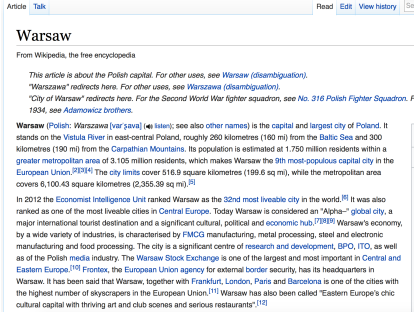 Article Talk Read Edit View history Se
Warsaw
From Wikipedia, the free encyclopedia
This article is about the Polish capital. For other uses, see Warsaw (disambiguation).
"Warszawa" redirects here. For other uses, see Warszawa (disambiguation).
"City of Warsaw" redirects here. For the Second World War fighter squadron, see No. 316 Polish Fighter Squadron. F
1934, see Adamowicz brothers.
Warsaw (Polish: Warszawa [varˈʂava] ( listen); see also other names) is the capital and largest city of Poland. It
stands on the Vistula River in east-central Poland, roughly 260 kilometres (160 mi) from the Baltic Sea and 300
kilometres (190 mi) from the Carpathian Mountains. Its population is estimated at 1.750 million residents within a
greater metropolitan area of 3.105 million residents, which makes Warsaw the 9th most-populous capital city in the
European Union.[2][3][4] The city limits cover 516.9 square kilometres (199.6 sq mi), while the metropolitan area
covers 6,100.43 square kilometres (2,355.39 sq mi).[5]
In 2012 the Economist Intelligence Unit ranked Warsaw as the 32nd most liveable city in the world.[6] It was also
ranked as one of the most liveable cities in Central Europe. Today Warsaw is considered an "Alpha–" global city, a
major international tourist destination and a significant cultural, political and economic hub.[7][8][9] Warsaw's economy,
by a wide variety of industries, is characterised by FMCG manufacturing, metal processing, steel and electronic
manufacturing and food processing. The city is a significant centre of research and development, BPO, ITO, as well
as of the Polish media industry. The Warsaw Stock Exchange is one of the largest and most important in Central and
Eastern Europe.[10] Frontex, the European Union agency for external border security, has its headquarters in
Warsaw. It has been said that Warsaw, together with Frankfurt, London, Paris and Barcelona is one of the cities with
the highest number of skyscrapers in the European Union.[11] Warsaw has also been called "Eastern Europe's chic
cultural capital with thriving art and club scenes and serious restaurants".[12]